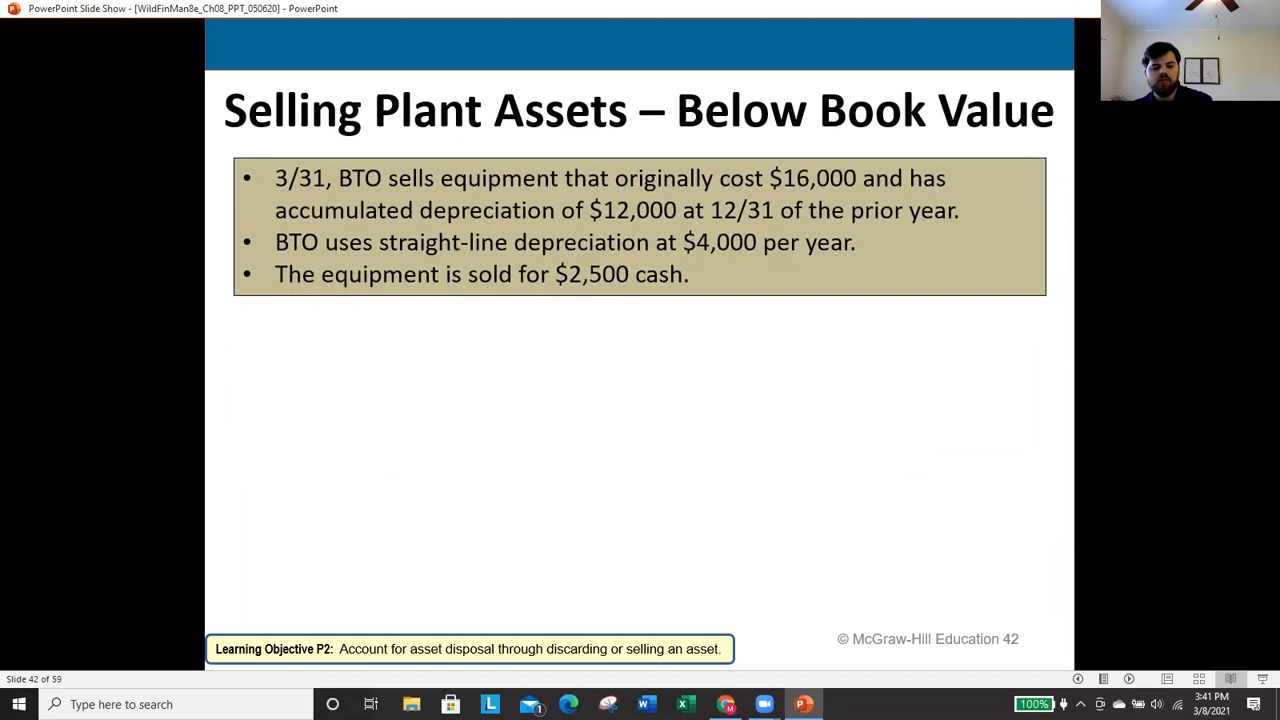 PowerPoint Slide Show - [WildFinMan8e_Ch08_PPT_050620] - PowerPoint
Selling Plant Assets – Below Book Value
• 3/31, BTO sells equipment that originally cost $16,000 and has
accumulated depreciation of $12,000 at 12/31 of the prior year.
• BTO uses straight-line depreciation at $4,000 per year.
• The equipment is sold for $2,500 cash.
© McGraw-Hill Education 42
Learning Objective P2: Account for asset disposal through discarding or selling an asset.
Slide 42 of 59
Type here to search
100%
3:41 PM
3/8/2021